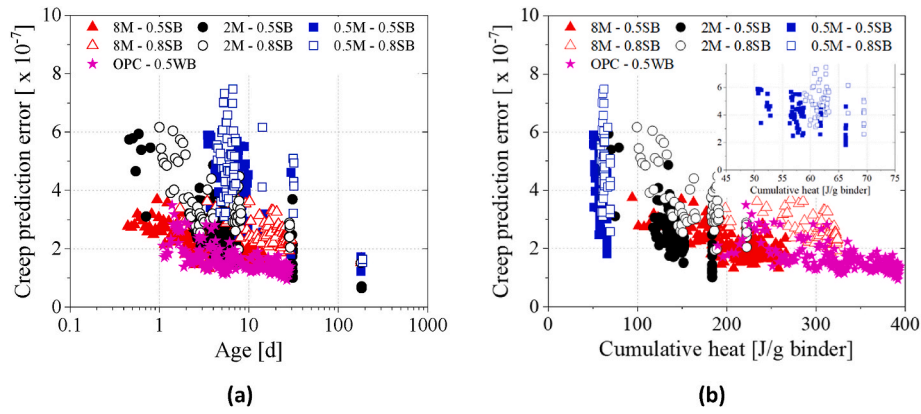 8M - 0.5SB 2M - 0.5SB 0.5M - 0.5SB
8M - 0.8SB 2M - 0.8SB 0.5M - 0.8SB
OPC - 0.5WB
Creep prediction error [ x 10-7]
10
8
6
4
2
0
0.1 1 10 100 1000
Age [d]
(a)
8M - 0.5SB 2M - 0.5SB 0.5M - 0.5SB
8M - 0.8SB 2M - 0.8SB 0.5M - 0.8SB
OPC - 0.5WB
Creep prediction error [ x 10-7]
10
8
6
4
2
0
0 100 200 300 400
Cumulative heat [J/g binder]
6
4
2
0
45 50 55 60 65 70 75
Cumulative heat [J/g binder]
(b)